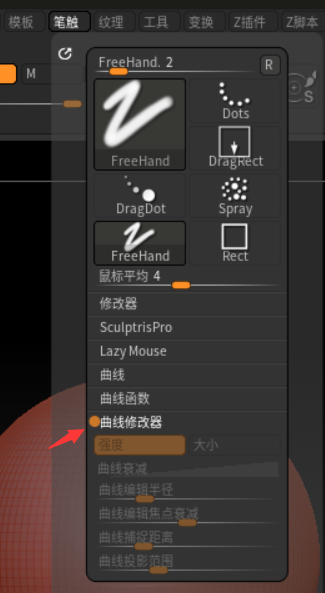 模板 笔触 纹理 工具 变换 Z插件 Z脚本
FreeHand. 2 R
M
S
FreeHand
Dots
DragRect
DragDot
Spray
FreeHand
Rect
鼠标平均 4
修改器
SculptrisPro
Lazy Mouse
曲线
曲线函数
曲线修改器
强度 大小
曲线衰减
曲线编辑半径
曲线编辑焦点衰减
曲线捕捉距离
曲线投影范围